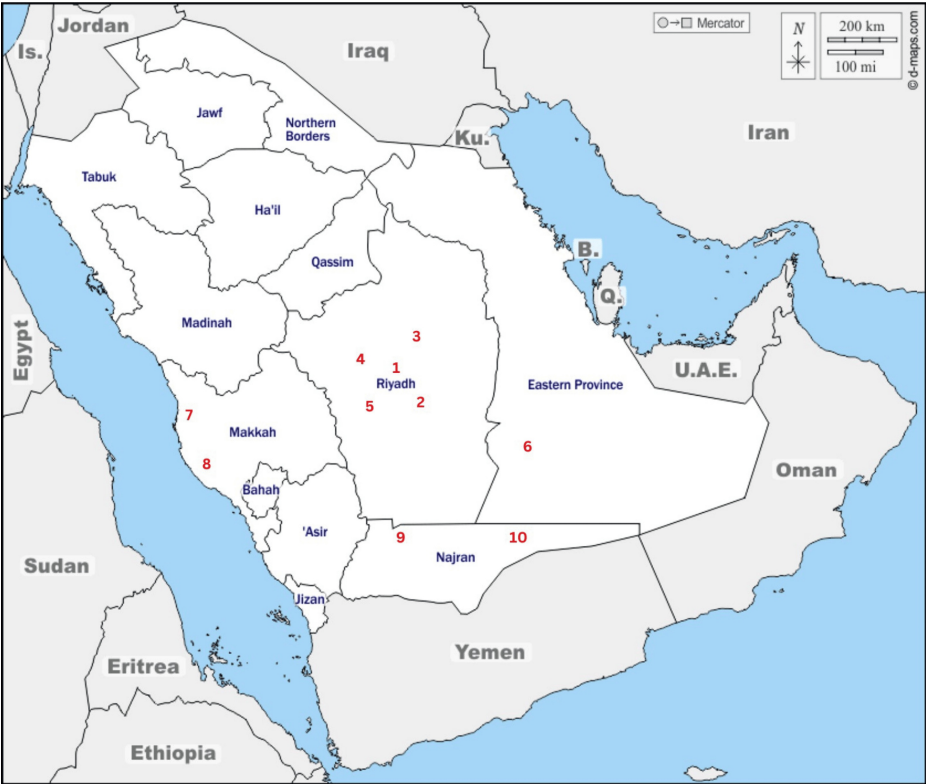 Jordan
Is.
Iraq
Mercator
N
200 km
100 mi
© d-maps.com
Jawf
Northern
Borders
Ku.
Iran
Tabuk
Ha'il
Qassim
B.
Q.
Egypt
Madinah
3
4
1
Riyadh
5
2
U.A.E.
Eastern Province
7
Makkah
8
6
Oman
Bahah
'Asir
9
10
Najran
Sudan
Jizan
Yemen
Eritrea
Ethiopia